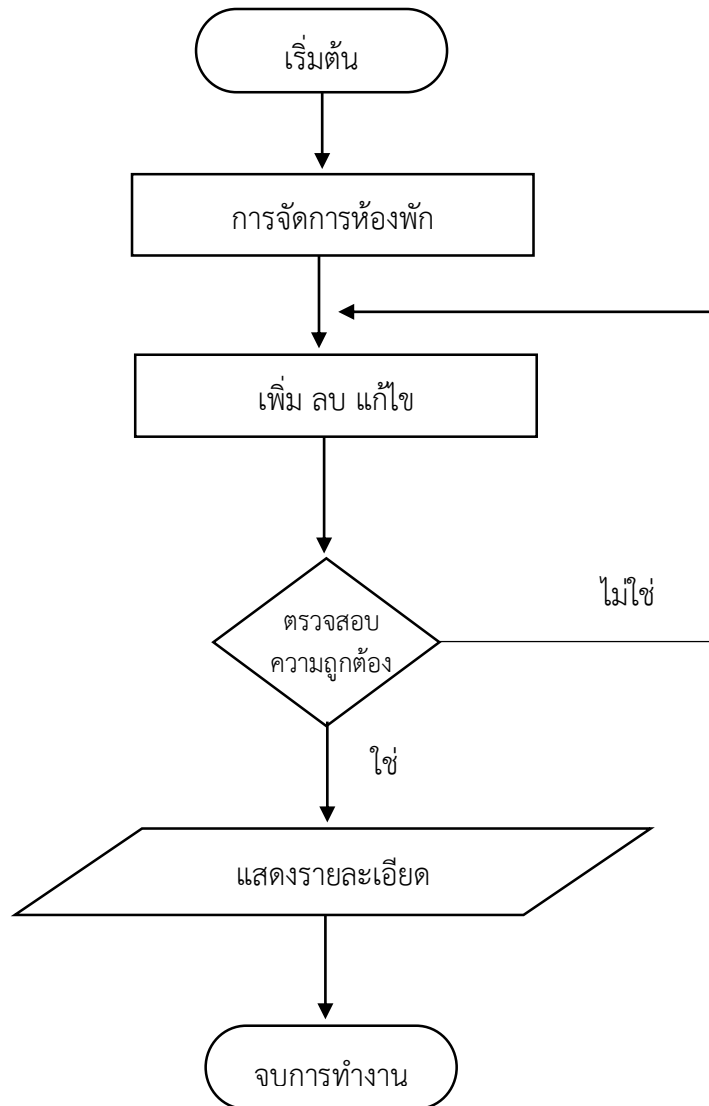 เริ่มต้น
การจัดการห้องพัก
เพิ่ม ลบ แก้ไข
ไม่ใช่
ตรวจสอบ
ความถูกต้อง
ใช่
แสดงรายละเอียด
จบการทำงาน